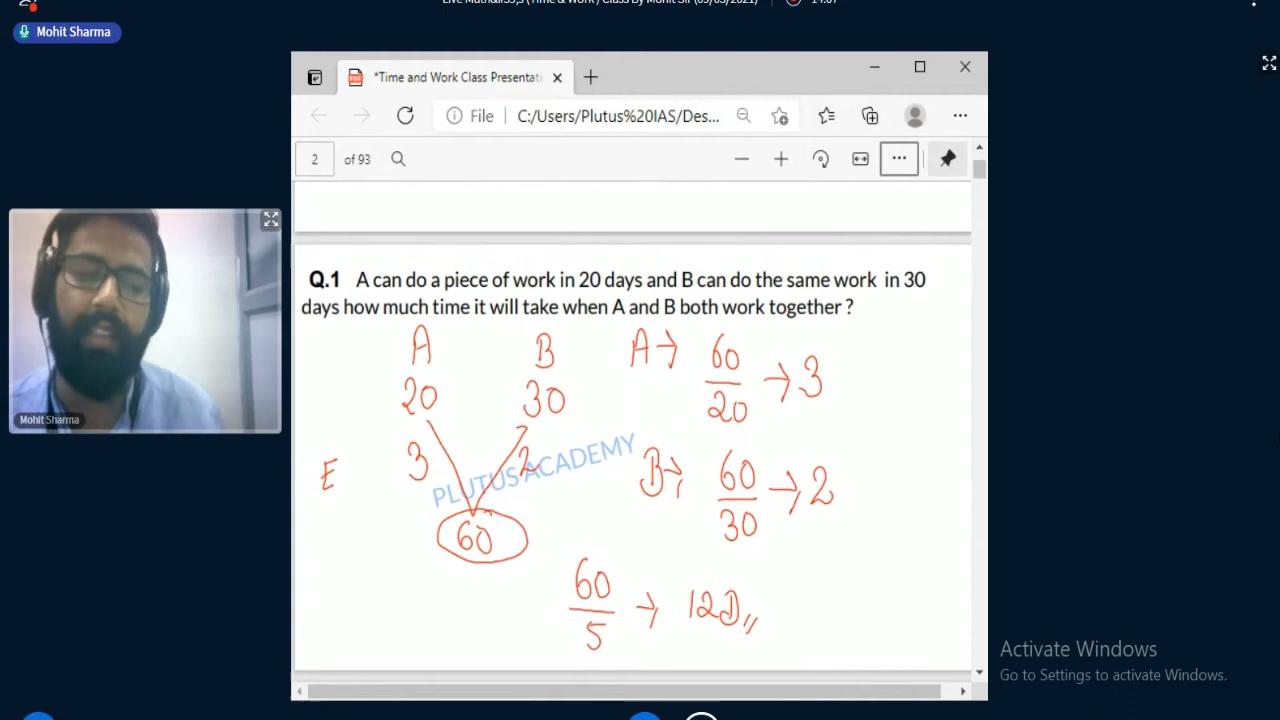 Mohit Sharma
*Time and Work Class Presentati
File
C:/Users/Plutus%20IAS/Des...
2 of 93
Mohit Sharma
Q.1 A can do a piece of work in 20 days and B can do the same work in 30
days how much time it will take when A and B both work together ?
A B A → 60/20 → 3
20 30
E 3 2 B → 60/30 → 2
PLUTUS ACADEMY
60
60/5 → 12D
Activate Windows
Go to Settings to activate Windows.